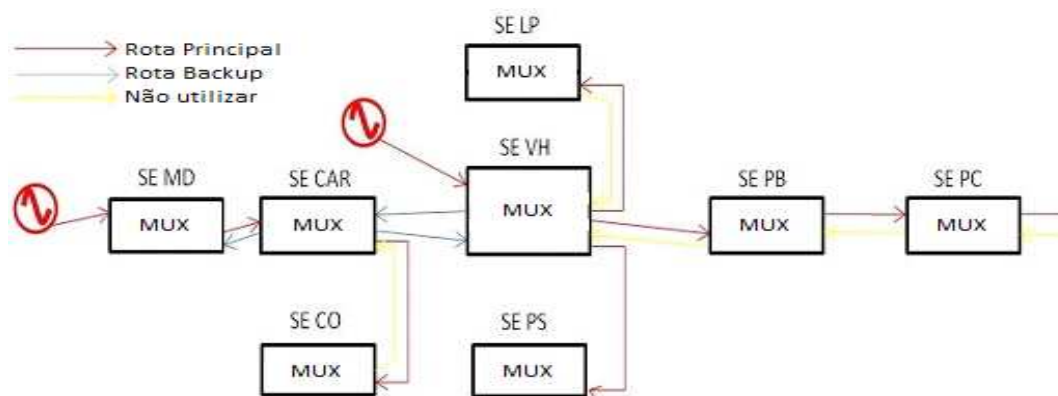 SE LP
Rota Principal
MUX
Rota Backup
Não utilizar
SE VH
SE MD
SE CAR
SE PB
SE PC
MUX
MUX
MUX
MUX
MUX
SE CO
SE PS
MUX
MUX